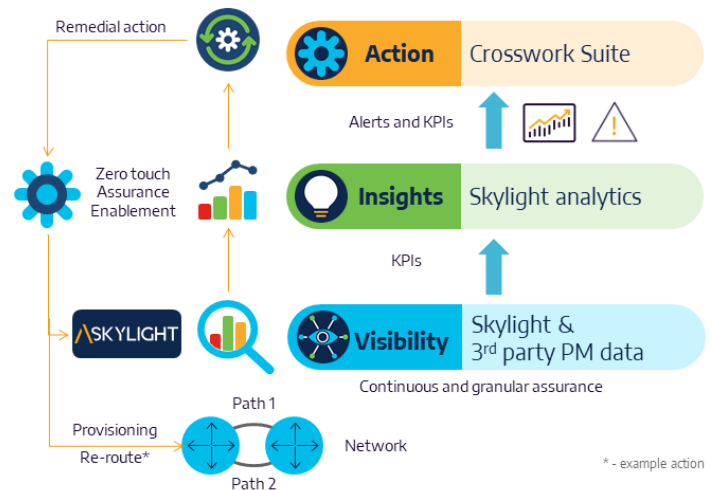 Remedial action
Action
Crosswork Suite
Alerts and KPIs
Zero touch
Assurance
Enablement
Insights
Skylight analytics
KPIs
SKYLIGHT
Visibility
Skylight &
3rd party PM data
Continuous and granular assurance
Path 1
Provisioning
Re-route*
Network
Path 2
* - example action